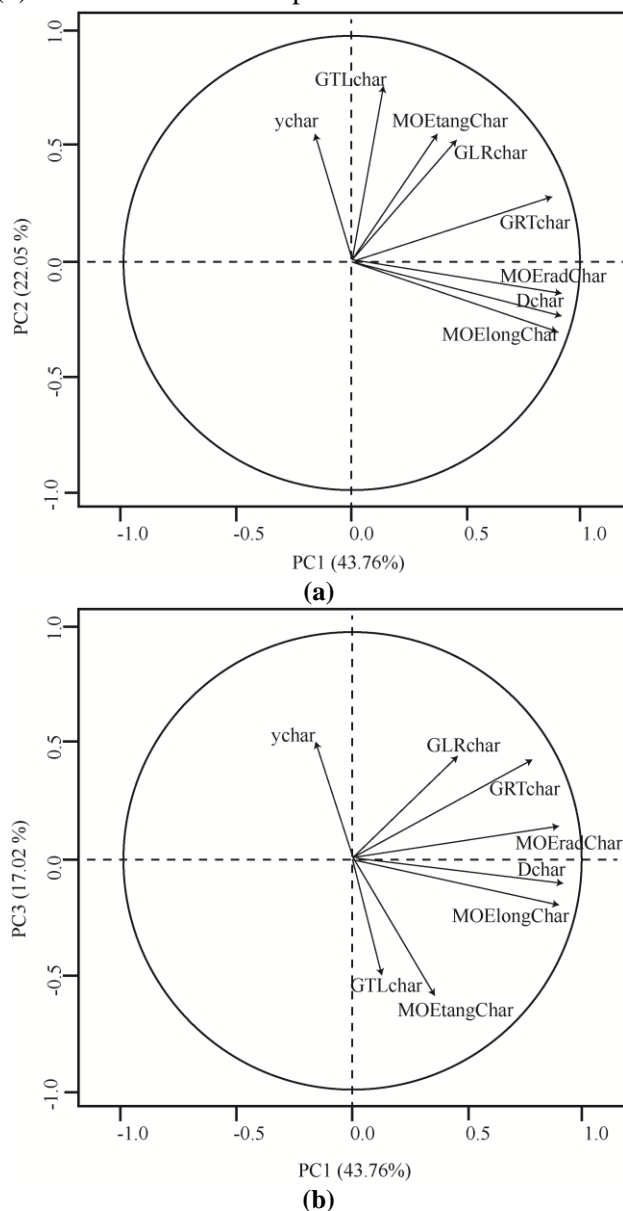 1.0
GTLchar
ychar
MOEtangChar
0.5
GLRchar
GRTchar
PC2 (22.05 %)
0.0
MOEradChar
Dchar
MOElongChar
-0.5
-1.0
-1.0 -0.5 0.0 0.5 1.0
PC1 (43.76%)
(a)
1.0
ychar
GLRchar
0.5
GRTchar
MOEradChar
PC3 (17.02 %)
0.0
Dchar
MOElongChar
-0.5
GTLchar
MOEtangChar
-1.0
-1.0 -0.5 0.0 0.5 1.0
PC1 (43.76%)
(b)